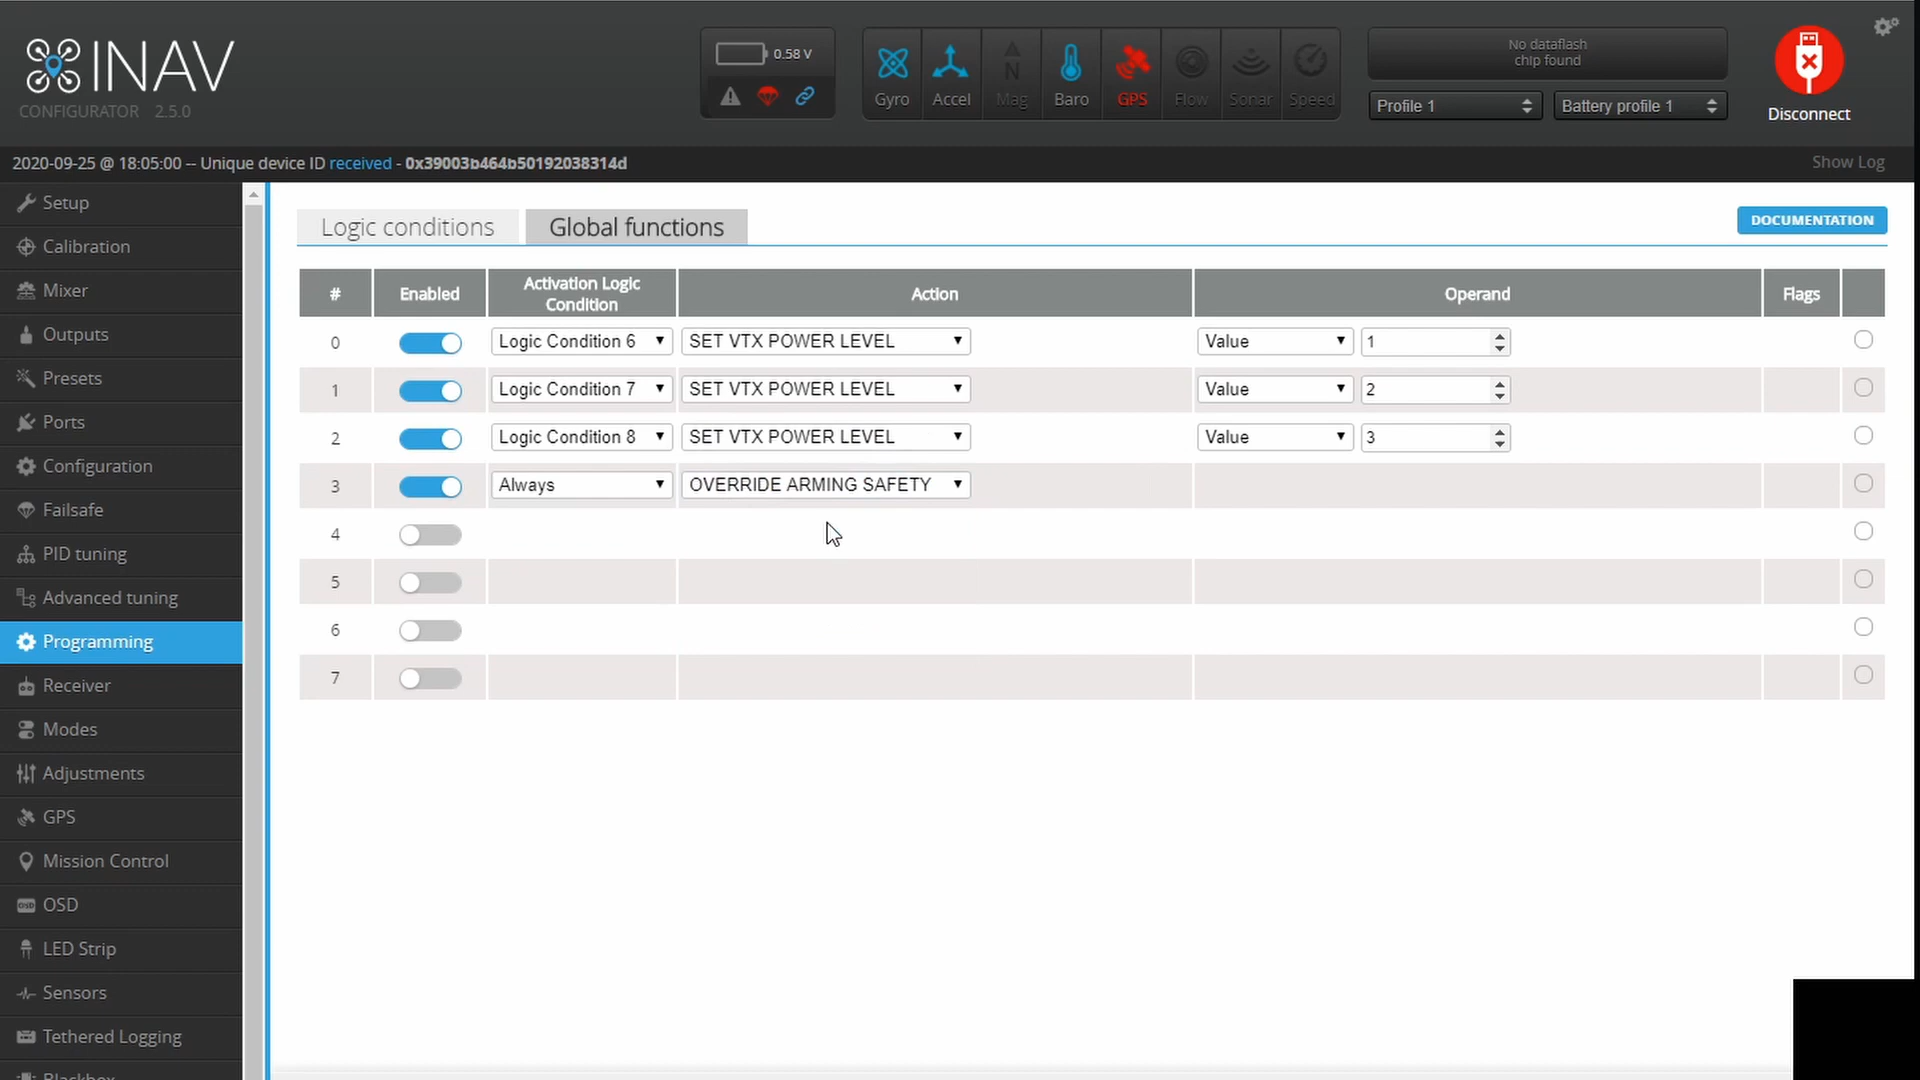 INAV
CONFIGURATOR 2.5.0
0.58 V
Gyro
Accel
Mag
Baro
GPS
Flow
Sonar
Speed
No dataflash
chip found
Profile 1
Battery profile 1
Disconnect
2020-09-25 @ 18:05:00 -- Unique device ID received - 0x39003b464b50192038314d
Show Log
Setup
Calibration
Mixer
Outputs
Presets
Ports
Configuration
Failsafe
PID tuning
Advanced tuning
Programming
Receiver
Modes
Adjustments
GPS
Mission Control
OSD
LED Strip
Sensors
Tethered Logging
Blackbox
Logic conditions
Global functions
DOCUMENTATION
# Enabled Activation Logic Condition Action Operand Flags
0 Logic Condition 6 SET VTX POWER LEVEL Value 1
1 Logic Condition 7 SET VTX POWER LEVEL Value 2
2 Logic Condition 8 SET VTX POWER LEVEL Value 3
3 Always OVERRIDE ARMING SAFETY
4
5
6
7